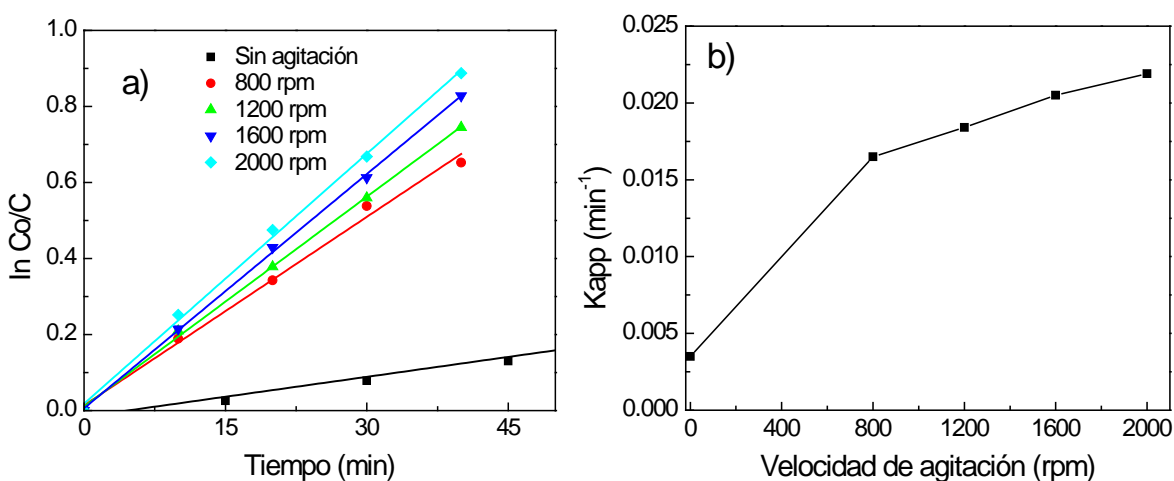 a)
Sin agitación
800 rpm
1200 rpm
1600 rpm
2000 rpm
1.0
0.8
0.6
0.4
0.2
0.0
ln Co/C
0 15 30 45
Tiempo (min)
b)
0.025
0.020
0.015
0.010
0.005
0.000
Kapp (min⁻¹)
0 400 800 1200 1600 2000
Velocidad de agitación (rpm)